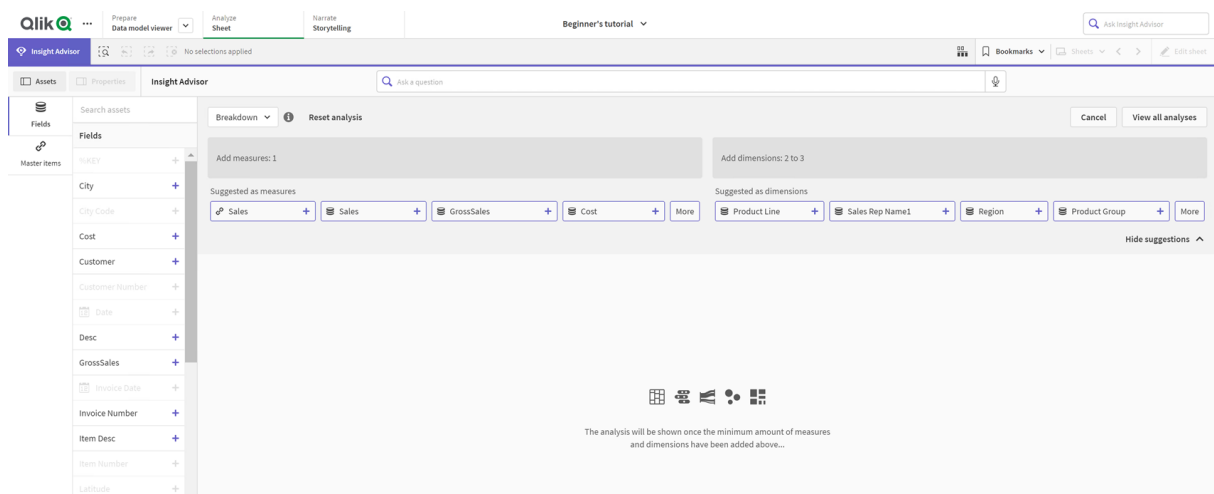 Qlik
Prepare
Data model viewer
Analyze
Sheet
Narrate
Storytelling
Beginner's tutorial
Ask Insight Advisor
Insight Advisor
No selections applied
Bookmarks
Sheets
Edit sheet
Assets
Properties
Insight Advisor
Ask a question
Fields
Master items
Search assets
Fields
%KEY
City
City Code
Cost
Customer
Customer Number
Date
Desc
GrossSales
Invoice Date
Invoice Number
Item Desc
Item Number
Latitude
Breakdown
Reset analysis
Cancel
View all analyses
Add measures: 1
Add dimensions: 2 to 3
Suggested as measures
Sales
Sales
GrossSales
Cost
More
Suggested as dimensions
Product Line
Sales Rep Name1
Region
Product Group
More
Hide suggestions
The analysis will be shown once the minimum amount of measures
and dimensions have been added above...